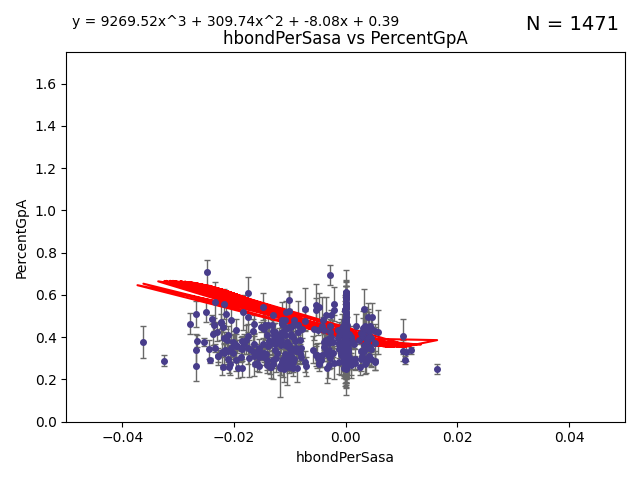 y = 9269.52x^3 + 309.74x^2 + -8.08x + 0.39
N = 1471
hbondPerSasa vs PercentGpA
PercentGpA
1.6
1.4
1.2
1.0
0.8
0.6
0.4
0.2
0.0
−0.04 −0.02 0.00 0.02 0.04
hbondPerSasa